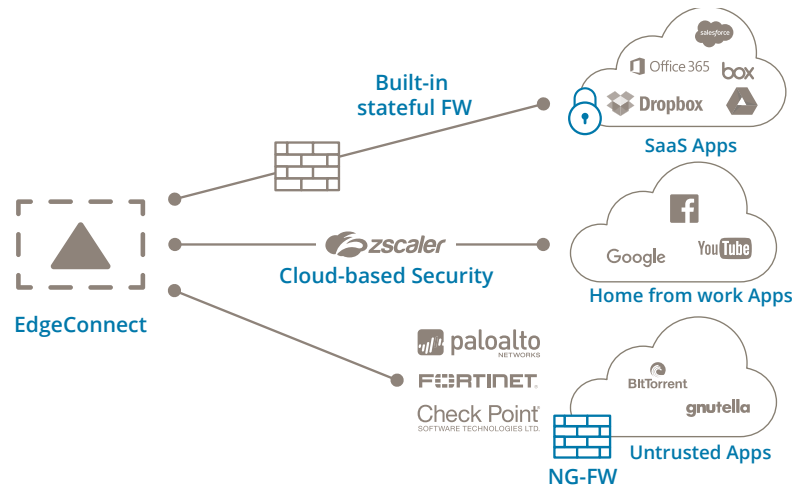 salesforce
Office 365
box
Dropbox
Built-in
stateful FW
SaaS Apps
EdgeConnect
zscaler
Cloud-based Security
Google
YouTube
Home from work Apps
paloalto
NETWORKS
FORTINET
Check Point
SOFTWARE TECHNOLOGIES LTD.
BItTorrent
gnutella
NG-FW
Untrusted Apps